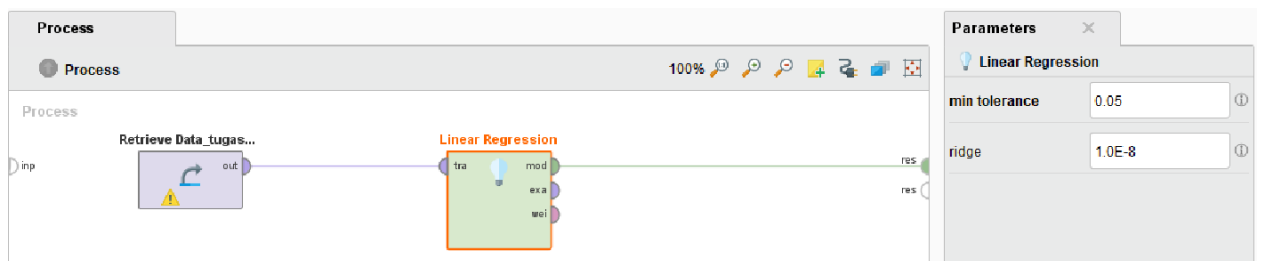 Process
Process
100%
Process
inp
Retrieve Data_tugas...
out
Linear Regression
tra
mod
exa
wei
res
res
Parameters
Linear Regression
min tolerance
0.05
ridge
1.0E-8